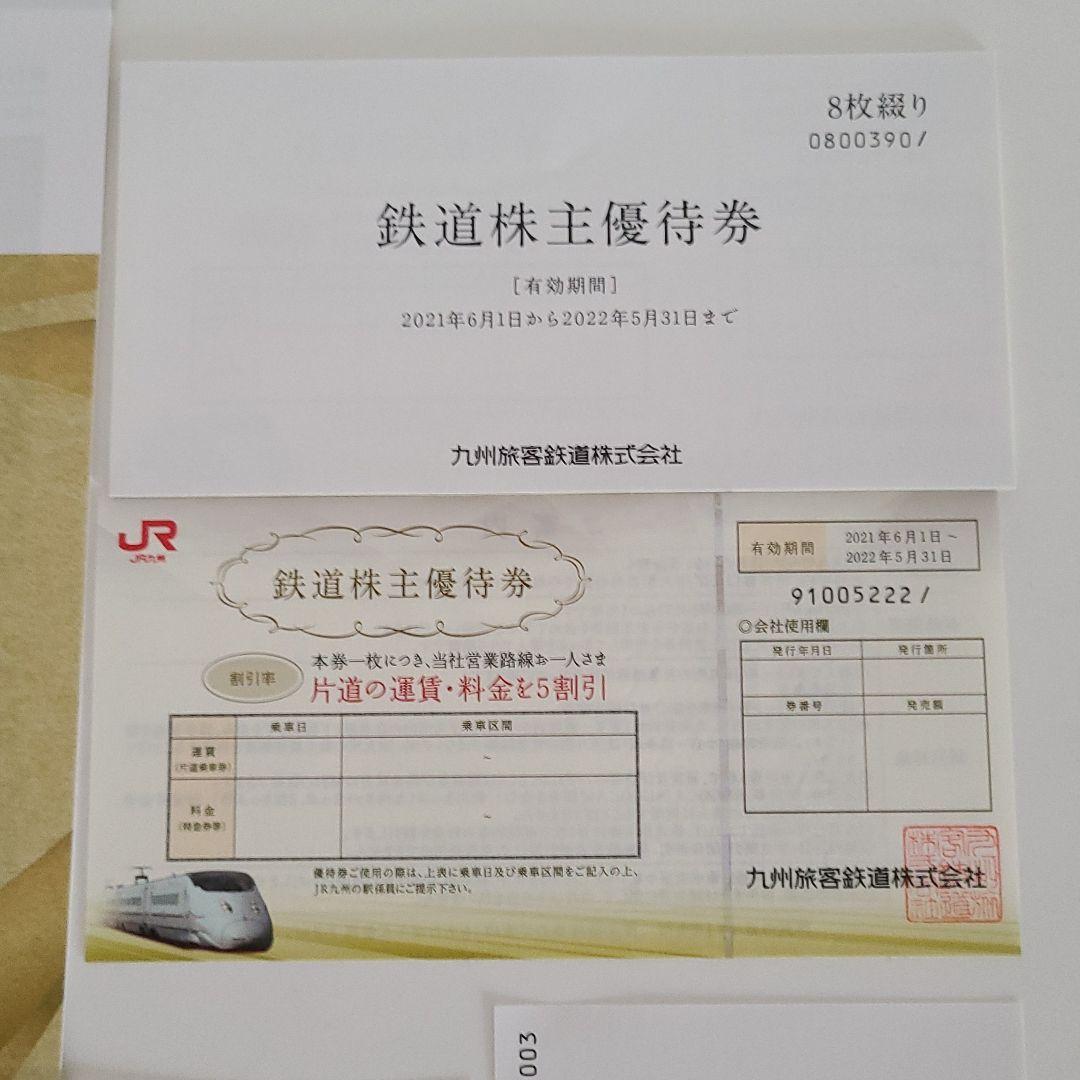 8枚綴り
0800390/
鉄道株主優待券
[有効期間]
2021年6月1日から2022年5月31日まで
九州旅客鉄道株式会社
JR
JR九州
鉄道株主優待券
割引率
本券一枚につき、当社営業路線お一人さま
片道の運賃・料金を5割引
乗車日 乗車区間
運賃
(片道乗車券)
~
料金
(特急券等)
~
優待券ご使用の際は、上表に乗車日及び乗車区間をご記入の上、
JR九州の駅係員にご提示下さい。
有効期間
2021年6月1日~
2022年5月31日
91005222/
◎会社使用欄
発行年月日 発行箇所
券番号 発売額
九州旅客鉄道株式会社
003